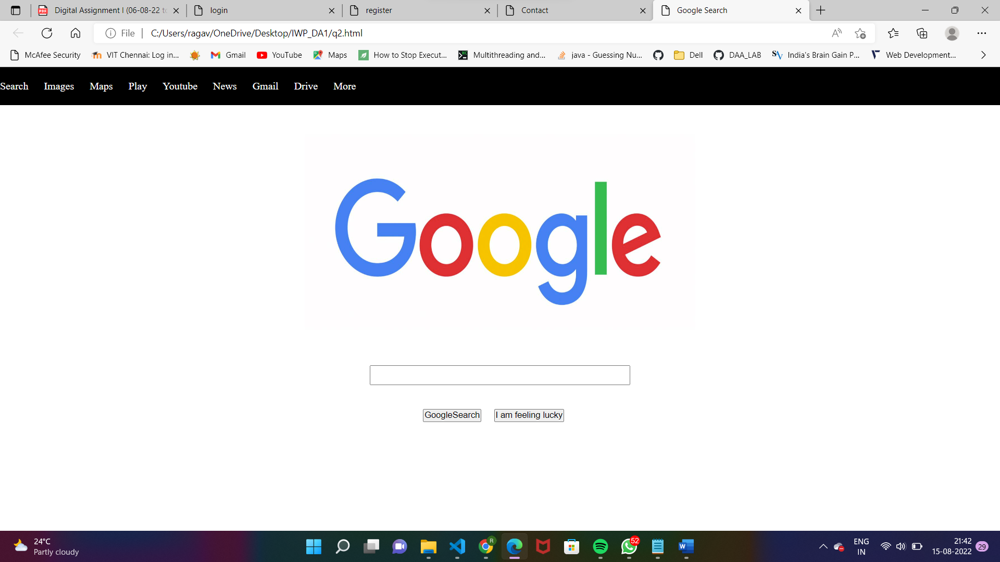 Digital Assignment I (06-08-22 to
login
register
Contact
Google Search
File
C:/Users/ragav/OneDrive/Desktop/IWP_DA1/q2.html
McAfee Security
VIT Chennai: Log in...
Gmail
YouTube
Maps
How to Stop Execut...
Multithreading and...
java - Guessing Nu...
Dell
DAA_LAB
India's Brain Gain P...
Web Development...
Search Images Maps Play Youtube News Gmail Drive More
Google
GoogleSearch
I am feeling lucky
24°C
Partly cloudy
R
52
ENG
IN
21:42
15-08-2022
29